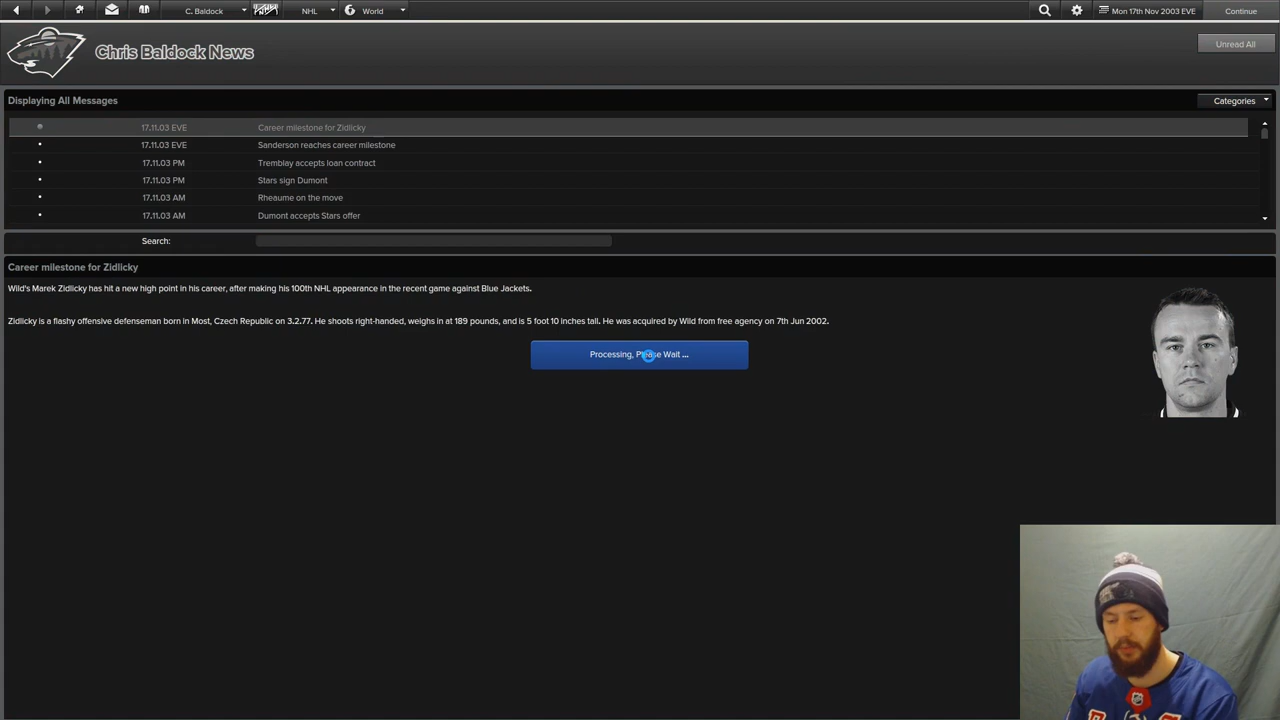 C. Baldock
NHL
World
Mon 17th Nov 2003 EVE
Continue
Chris Baldock News
Unread All
Displaying All Messages
Categories
17.11.03 EVE Career milestone for Zidlicky
17.11.03 EVE Sanderson reaches career milestone
17.11.03 PM Tremblay accepts loan contract
17.11.03 PM Stars sign Dumont
17.11.03 AM Rheaume on the move
17.11.03 AM Dumont accepts Stars offer
Search:
Career milestone for Zidlicky
Wild's Marek Zidlicky has hit a new high point in his career, after making his 100th NHL appearance in the recent game against Blue Jackets.
Zidlicky is a flashy offensive defenseman born in Most, Czech Republic on 3.2.77. He shoots right-handed, weighs in at 189 pounds, and is 5 foot 10 inches tall. He was acquired by Wild from free agency on 7th Jun 2002.
Processing, Please Wait ...